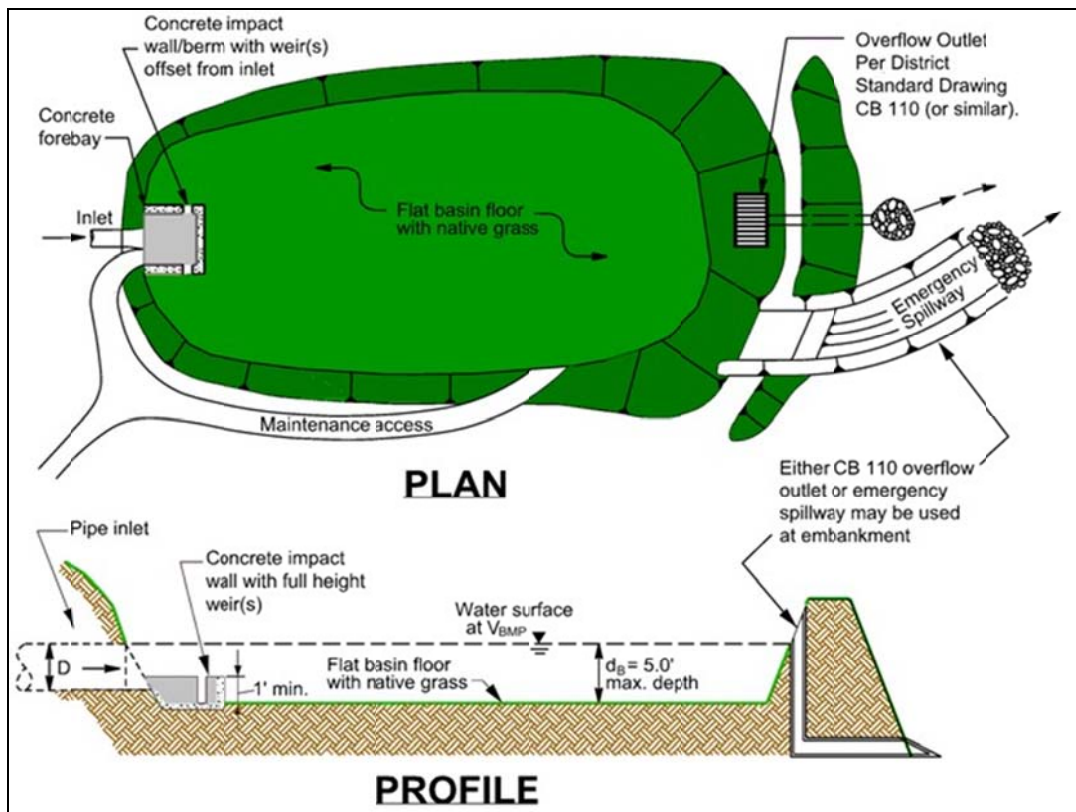 Concrete impact
wall/berm with weir(s)
offset from inlet
Overflow Outlet
Per District
Standard Drawing
CB 110 (or similar).
Concrete
forebay
Inlet
Flat basin floor
with native grass
Emergency
Spillway
Maintenance access
PLAN
Either CB 110 overflow
outlet or emergency
spillway may be used
at embankment
Pipe inlet
Concrete impact
wall with full height
weir(s)
Water surface
at VBMP
D
1' min.
Flat basin floor
with native grass
dB = 5.0'
max. depth
PROFILE